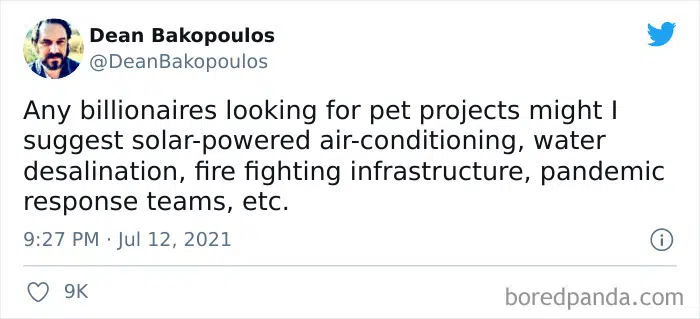 Dean Bakopoulos
@DeanBakopoulos
Any billionaires looking for pet projects might I
suggest solar-powered air-conditioning, water
desalination, fire fighting infrastructure, pandemic
response teams, etc.
9:27 PM · Jul 12, 2021
9K
boredpanda.com